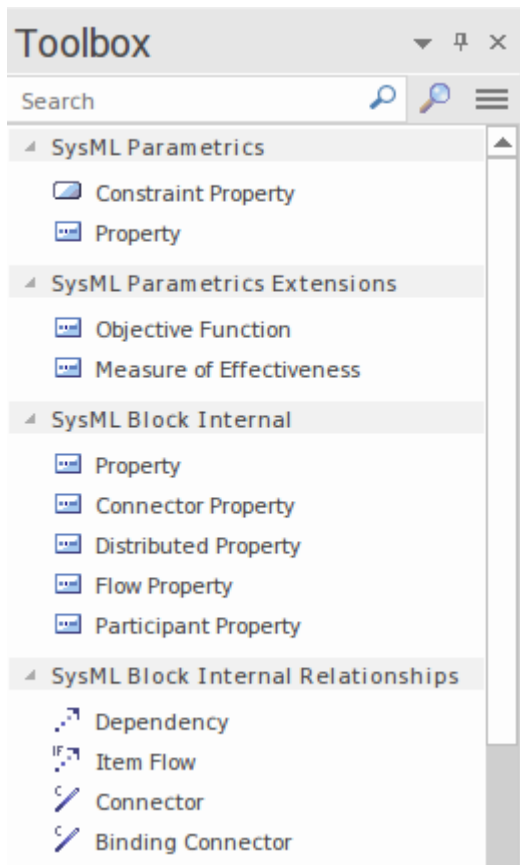 Toolbox
Search
SysML Parametrics
Constraint Property
Property
SysML Parametrics Extensions
Objective Function
Measure of Effectiveness
SysML Block Internal
Property
Connector Property
Distributed Property
Flow Property
Participant Property
SysML Block Internal Relationships
Dependency
IF Item Flow
C Connector
C Binding Connector